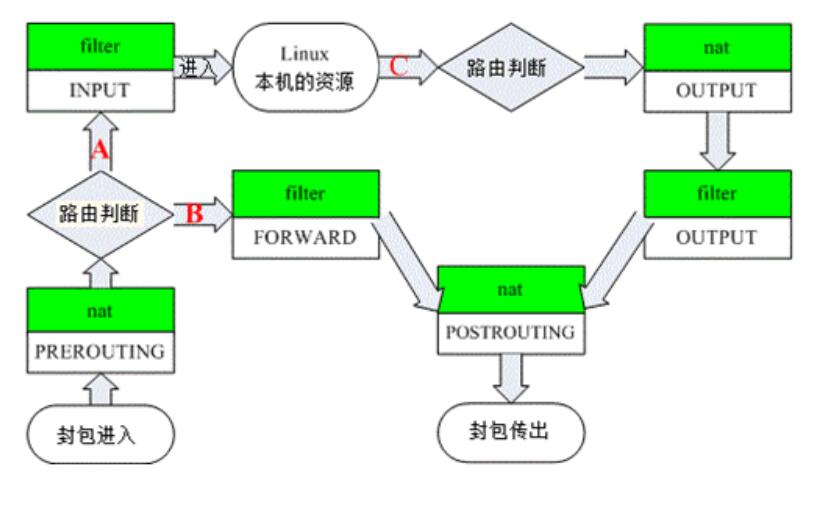 filter
INPUT
进入
Linux
本机的资源
C
路由判断
nat
OUTPUT
A
路由判断
B
filter
FORWARD
filter
OUTPUT
nat
PREROUTING
nat
POSTROUTING
封包进入
封包传出